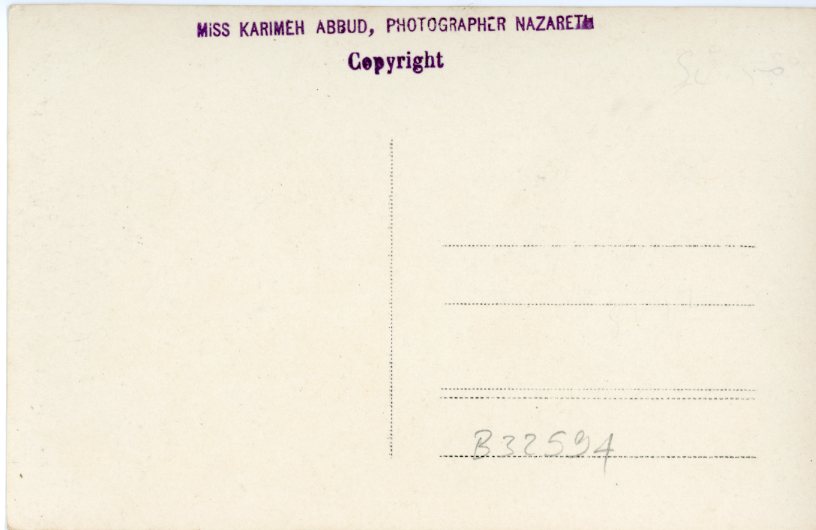 MISS KARIMEH ABBUD, PHOTOGRAPHER NAZARETH
Copyright
B32594